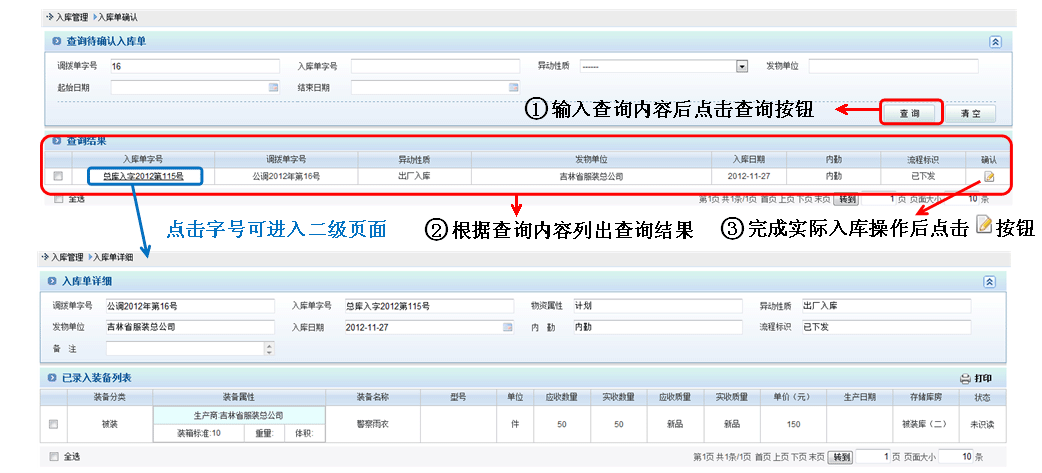 入库管理 入库单确认
查询待确认入库单
调拨单字号 16 入库单字号 异动性质 ------ 发物单位
起始日期 结束日期
①输入查询内容后点击查询按钮 查 询 清 空
查询结果
入库单字号 调拨单字号 异动性质 发物单位 入库日期 内勤 流程标识 确认
总库入字2012第115号 公调2012年第16号 出厂入库 吉林省服装总公司 2012-11-27 内勤 已下发
全选 第1页 共1条/1页 首页 上页 下页 末页 转到 1 页 页面大小 10 条
点击字号可进入二级页面 ②根据查询内容列出查询结果 ③完成实际入库操作后点击 按钮
入库管理 入库单详细
入库单详细
调拨单字号 公调2012年第16号 入库单字号 总库入字2012第115号 物资属性 计划 异动性质 出厂入库
发物单位 吉林省服装总公司 入库日期 2012-11-27 内 勤 内勤 流程标识 已下发
备 注
已录入装备列表 打印
装备分类 装备属性 装备名称 型号 单位 应收数量 实收数量 应收质量 实收质量 单价（元） 生产日期 存储库房 状态
被装 生产商:吉林省服装总公司 警察雨衣 件 50 50 新品 新品 150 被装库（二） 未识读
装箱标准:10 重量: 体积:
全选 第1页 共1条/1页 首页 上页 下页 末页 转到 1 页 页面大小 10 条